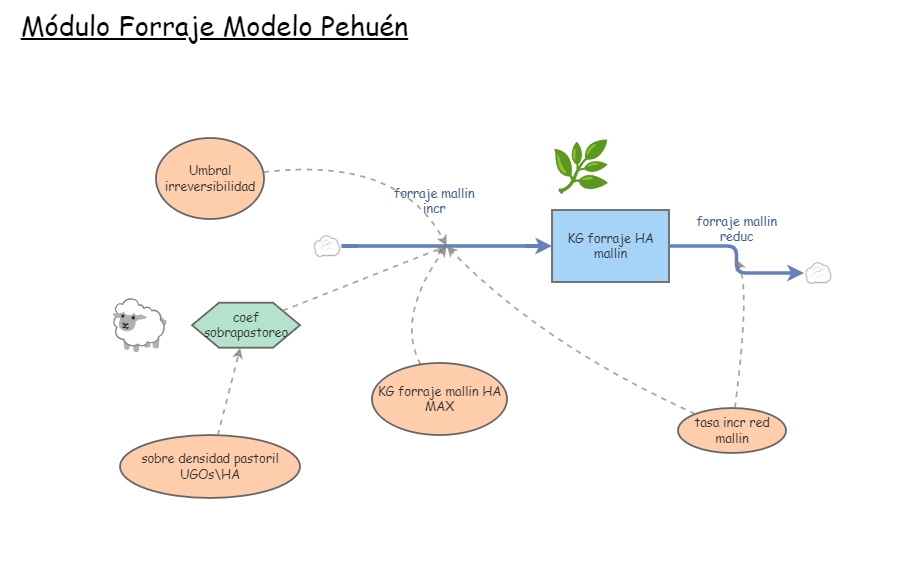 Módulo Forraje Modelo Pehuén
Umbral
irreversibilidad
forraje mallin
incr
KG forraje HA
mallin
forraje mallin
reduc
coef
sobrapastoreo
KG forraje mallin HA
MAX
tasa incr red
mallin
sobre densidad pastoril
UGOs\HA